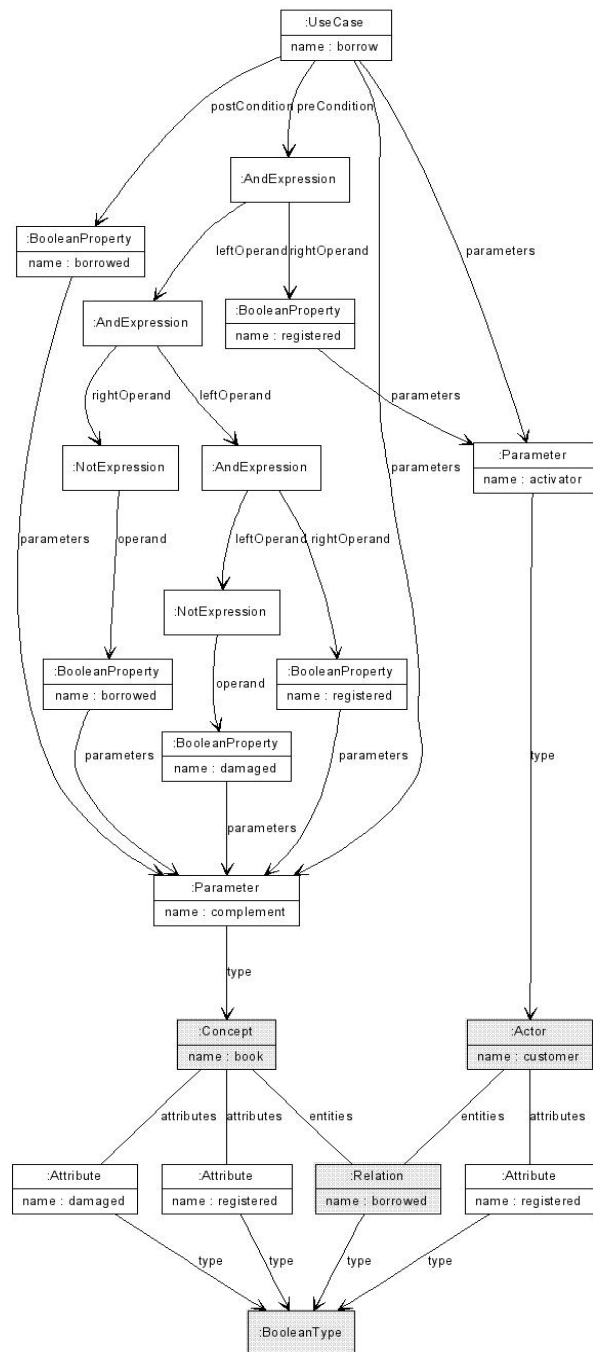 :UseCase
name : borrow
postCondition preCondition
:AndExpression
:BooleanProperty
name : borrowed
leftOperand rightOperand
parameters
:AndExpression
:BooleanProperty
name : registered
rightOperand
leftOperand
parameters
:Parameter
name : activator
:NotExpression
:AndExpression
parameters
parameters
operand
leftOperand rightOperand
:NotExpression
:BooleanProperty
name : borrowed
operand
:BooleanProperty
name : registered
:BooleanProperty
name : damaged
parameters
parameters
type
parameters
:Parameter
name : complement
type
:Concept
name : book
:Actor
name : customer
attributes
attributes
entities
entities
attributes
:Attribute
name : damaged
:Attribute
name : registered
:Relation
name : borrowed
:Attribute
name : registered
type
type
type
type
:BooleanType